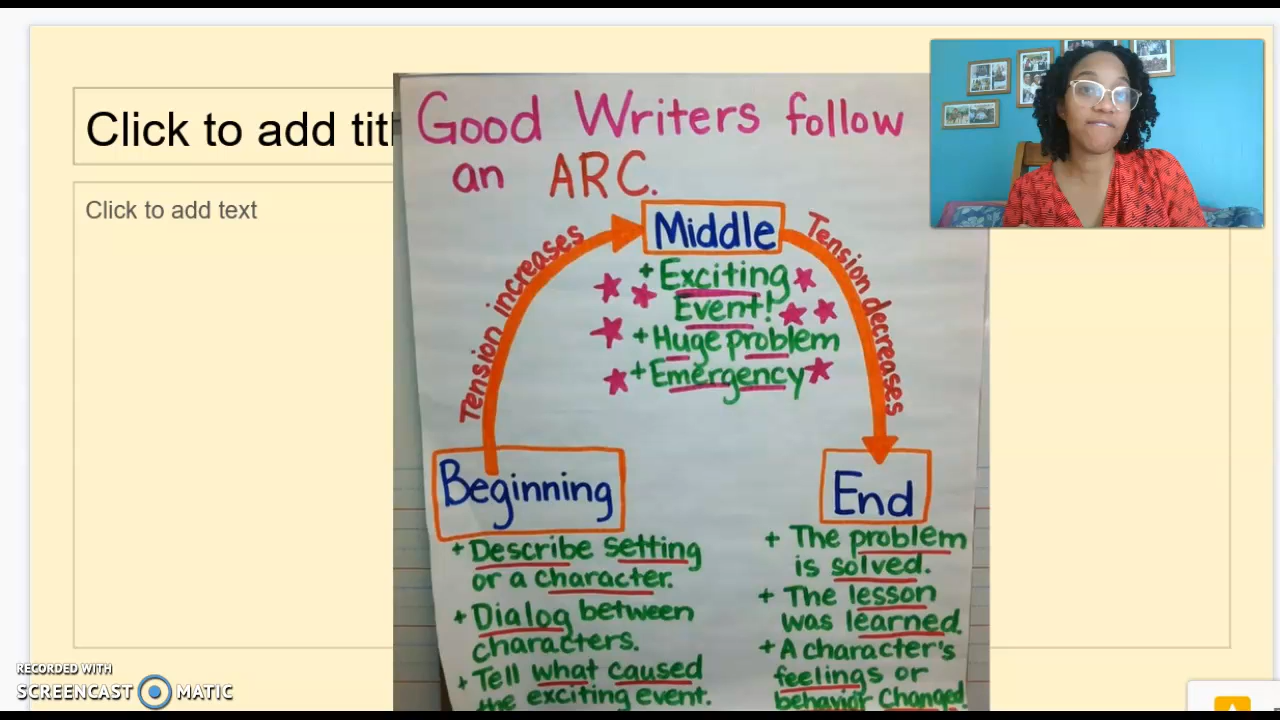 Click to add tit
Click to add text
Good Writers follow
an ARC.
Tension increases
Middle
Tension decreases
+ Exciting
Event!
+ Huge problem
+ Emergency
Beginning
+ Describe setting
or a character.
+ Dialog between
characters.
+ Tell what caused
the exciting event.
End
+ The problem
is solved.
+ The lesson
was learned.
+ A character's
feelings or
behavior changed.
RECORDED WITH
SCREENCAST MATIC